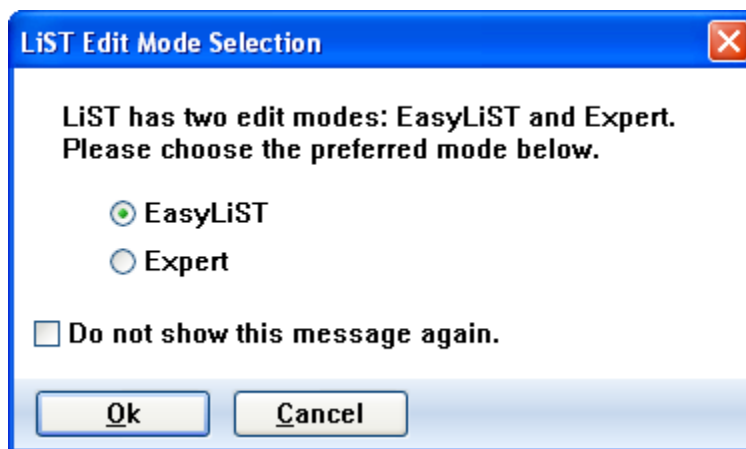 LiST Edit Mode Selection
LiST has two edit modes: EasyLiST and Expert.
Please choose the preferred mode below.
EasyLiST
Expert
Do not show this message again.
Ok
Cancel